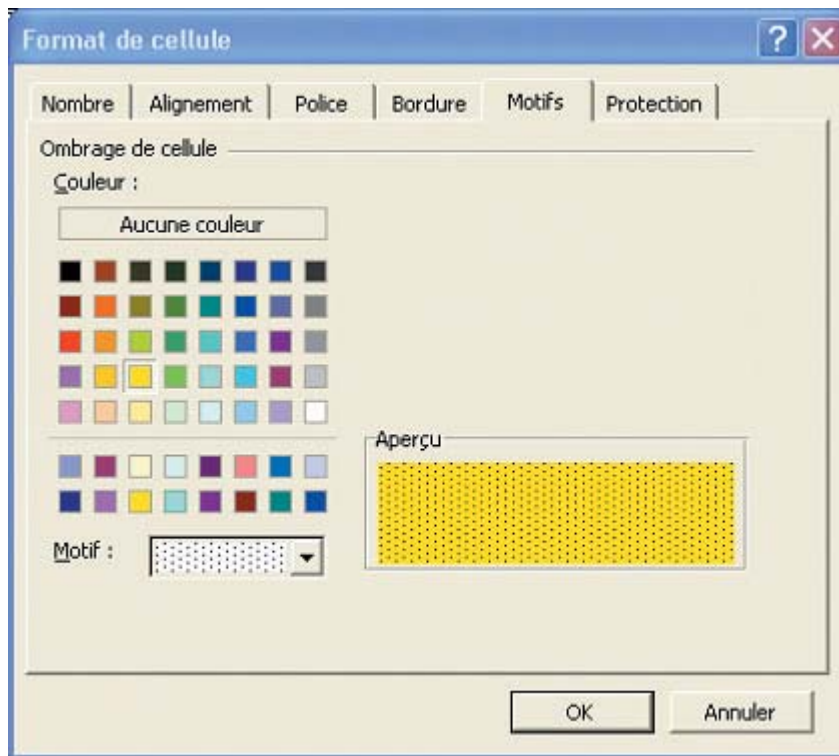 Format de cellule
Nombre Alignement Police Bordure Motifs Protection
Ombrage de cellule
Couleur :
Aucune couleur
Aperçu
Motif :
OK Annuler